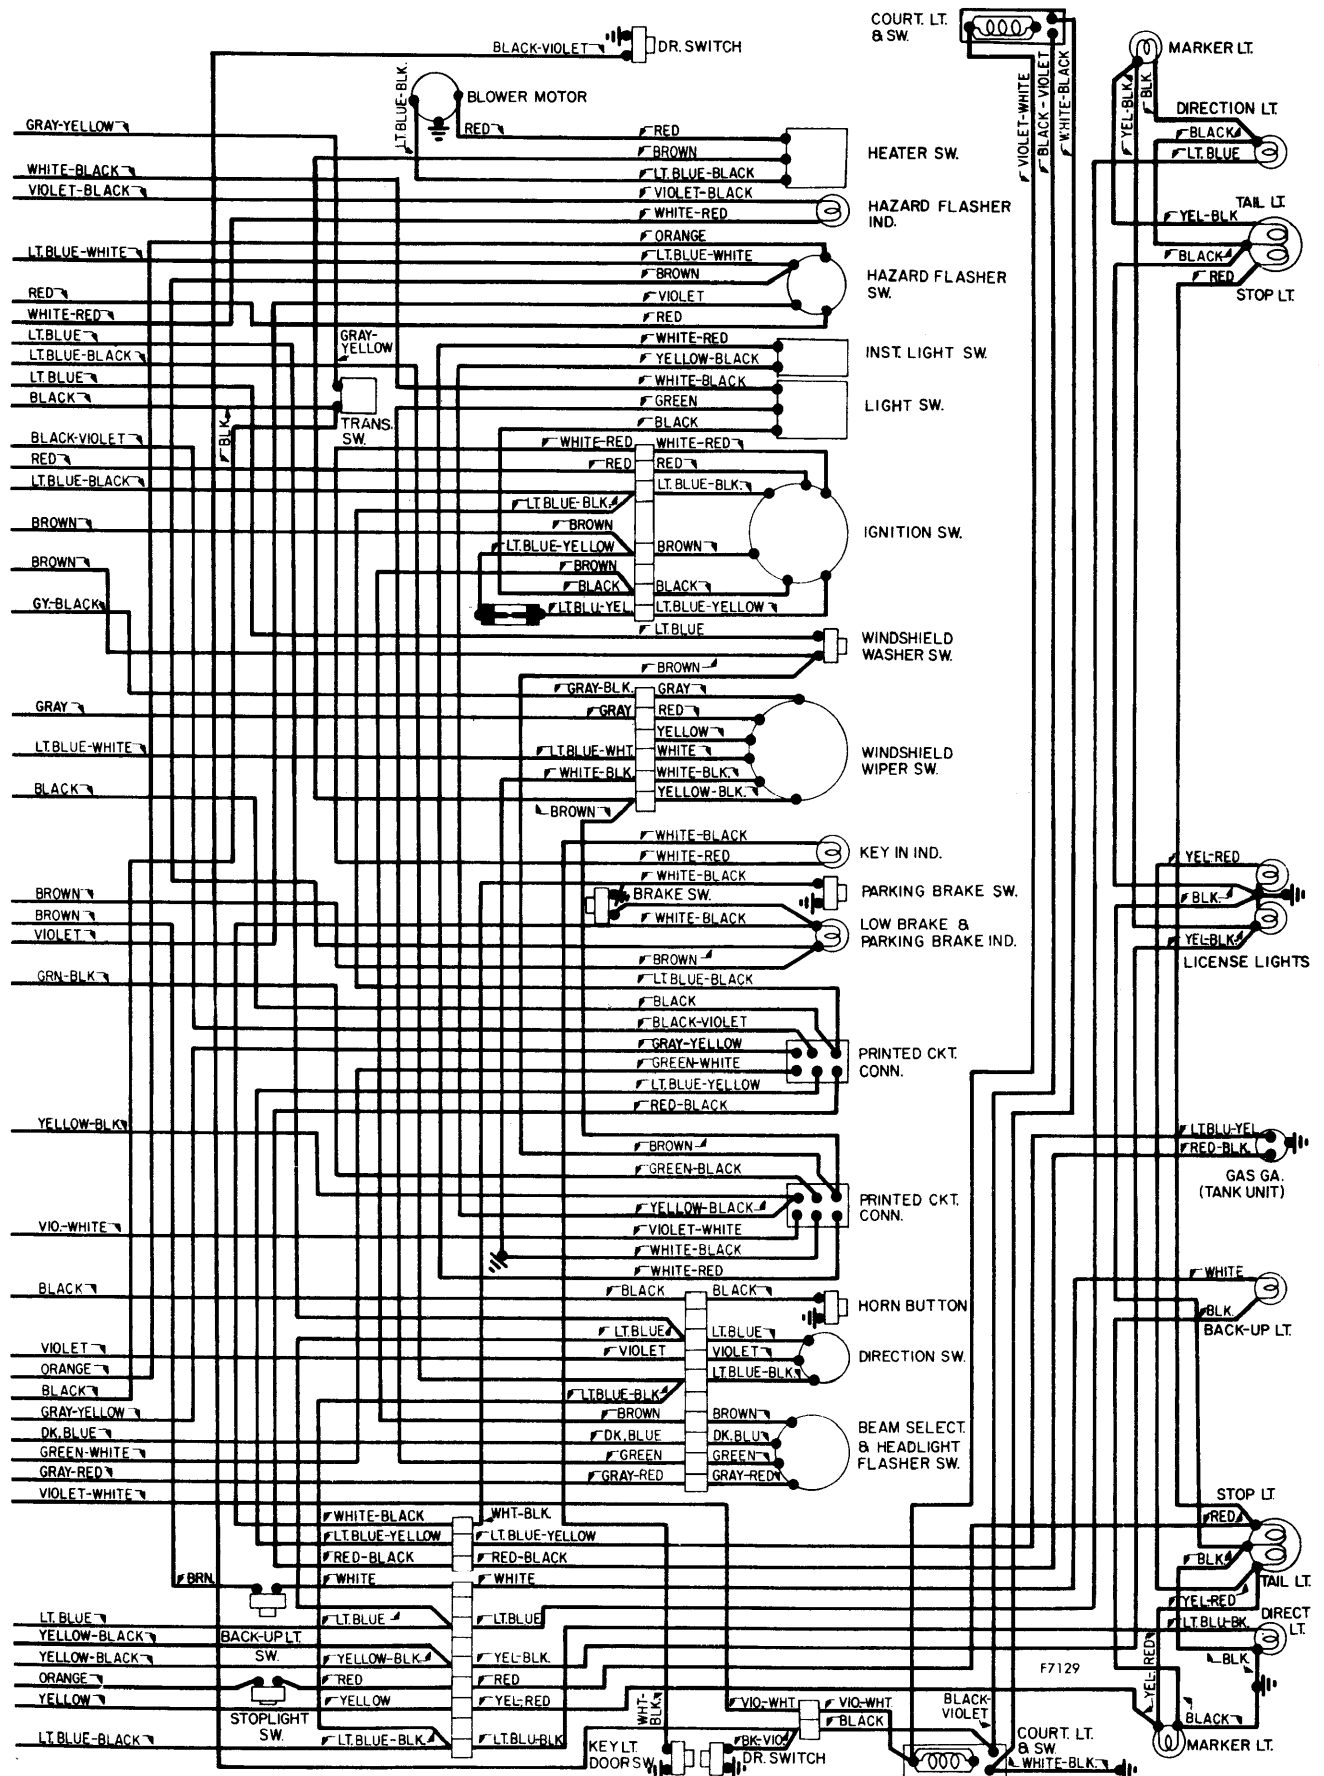 COURT. LT.
& SW.
BLACK-VIOLET
DR. SWITCH
MARKER LT.
LT.BLUE-BLK.
BLOWER MOTOR
VIOLET-WHITE
BLACK-VIOLET
WHITE-BLACK
YEL-BLK
BLK
DIRECTION LT.
GRAY-YELLOW
RED
RED
BLACK
BROWN
HEATER SW.
LT.BLUE
WHITE-BLACK
LT.BLUE-BLACK
VIOLET-BLACK
VIOLET-BLACK
HAZARD FLASHER
IND.
TAIL LT.
WHITE-RED
YEL-BLK
ORANGE
LT.BLUE-WHITE
LT.BLUE-WHITE
BLACK
BROWN
HAZARD FLASHER
SW.
RED
STOP LT.
RED
VIOLET
WHITE-RED
RED
LT.BLUE
GRAY-
YELLOW
WHITE-RED
INST. LIGHT SW.
LT.BLUE-BLACK
YELLOW-BLACK
LT.BLUE
WHITE-BLACK
BLACK
GREEN
LIGHT SW.
BLK
TRANS.
SW.
BLACK
BLACK-VIOLET
WHITE-RED
WHITE-RED
RED
RED
RED
LT.BLUE-BLACK
LT.BLUE-BLK.
LT.BLUE-BLK.
BROWN
BROWN
IGNITION SW.
LT.BLUE-YELLOW
BROWN
BROWN
BROWN
BLACK
BLACK
GY.-BLACK
LT.BLU-YEL
LT.BLUE-YELLOW
LT.BLUE
WINDSHIELD
WASHER SW.
BROWN
GRAY-BLK.
GRAY
GRAY
GRAY
RED
YELLOW
LT.BLUE-WHITE
LT.BLUE-WHT
WHITE
WINDSHIELD
WIPER SW.
WHITE-BLK
WHITE-BLK.
BLACK
YELLOW-BLK.
BROWN
WHITE-BLACK
WHITE-RED
KEY IN IND.
YEL-RED
WHITE-BLACK
BROWN
BRAKE SW.
PARKING BRAKE SW.
BLK.
BROWN
WHITE-BLACK
LOW BRAKE &
PARKING BRAKE IND.
VIOLET
YEL-BLK.
BROWN
LICENSE LIGHTS
GRN-BLK
LT.BLUE-BLACK
BLACK
BLACK-VIOLET
GRAY-YELLOW
PRINTED CKT.
CONN.
GREEN-WHITE
LT.BLUE-YELLOW
RED-BLACK
YELLOW-BLK
LT.BLU-YEL
BROWN
RED-BLK.
GREEN-BLACK
GAS GA.
(TANK UNIT)
YELLOW-BLACK
PRINTED CKT.
CONN.
VIO.-WHITE
VIOLET-WHITE
WHITE-BLACK
WHITE-RED
WHITE
BLACK
BLACK
BLACK
HORN BUTTON
BLK.
BACK-UP LT.
LT.BLUE
LT.BLUE
VIOLET
VIOLET
VIOLET
DIRECTION SW.
ORANGE
LT.BLUE-BLK
BLACK
LT.BLUE-BLK
GRAY-YELLOW
BROWN
BROWN
DK.BLUE
DK.BLUE
DK.BLU
BEAM SELECT.
& HEADLIGHT
FLASHER SW.
GREEN-WHITE
GREEN
GREEN
GRAY-RED
GRAY-RED
GRAY-RED
VIOLET-WHITE
STOP LT.
WHITE-BLACK
WHT-BLK.
RED
LT.BLUE-YELLOW
LT.BLUE-YELLOW
RED-BLACK
RED-BLACK
BLK.
BRN.
WHITE
WHITE
TAIL LT.
YEL-RED
LT.BLUE
LT.BLUE
LT.BLUE
LT.BLU-BK.
DIRECT
LT.
YELLOW-BLACK
BACK-UP LT.
SW.
YELLOW-BLACK
YELLOW-BLK
YEL-BLK.
BLK.
F7129
YEL-RED
ORANGE
RED
RED
YELLOW
YELLOW
YEL-RED
STOPLIGHT
SW.
WHT-
BLK.
VIO.-WHT
VIO.-WHT.
BLACK-
VIOLET
BLACK
BLACK
LT.BLUE-BLACK
LT.BLUE-BLK.
LT.BLU-BLK
KEY LT.
DOOR SW.
BK-VIO
DR. SWITCH
COURT. LT.
& SW.
MARKER LT.
WHITE-BLK.